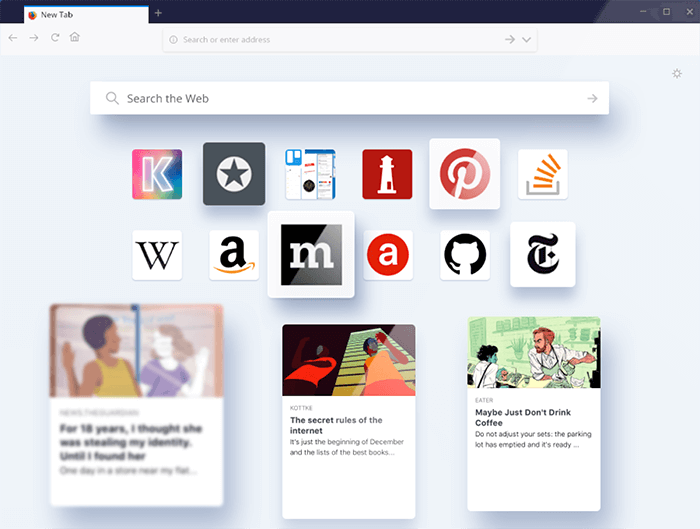 New Tab
Search or enter address
Search the Web
K
W
a
m
a
T
NEWS.THEGUARDIAN
For 18 years, I thought she
was stealing my identity.
Until I found her
One day in a store near my flat...
KOTTKE
The secret rules of the
internet
It's just the beginning of December
and the lists of the best books...
EATER
Maybe Just Don't Drink
Coffee
Do not adjust your sets: the parking
lot has emptied and it's ready ...